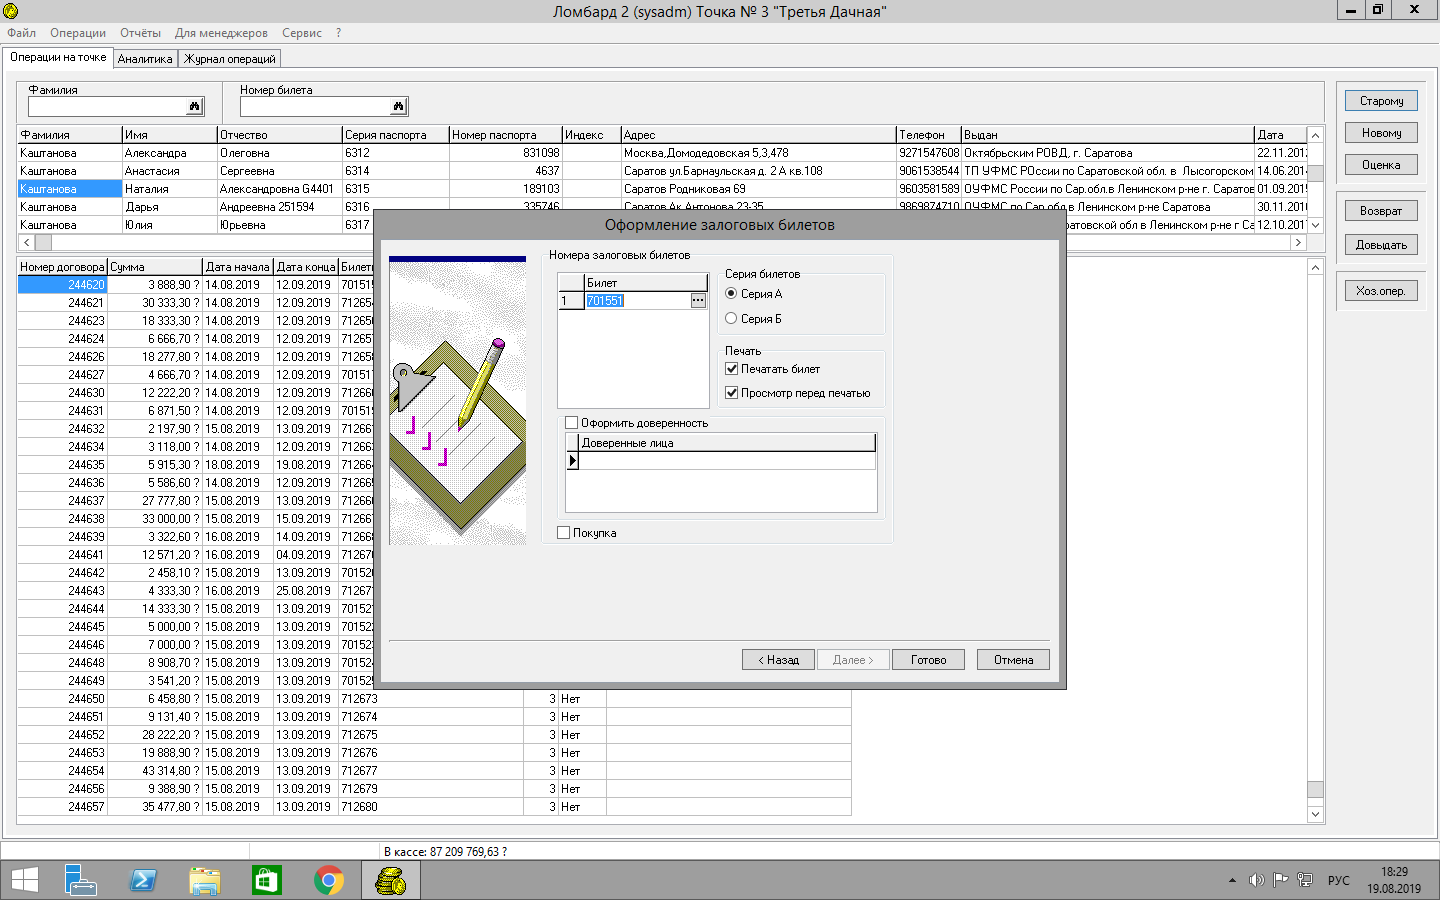 Ломбард 2 (sysadm) Точка № 3 "Третья Дачная"
Файл Операции Отчёты Для менеджеров Сервис ?
Операции на точке Аналитика Журнал операций
Фамилия Номер билета
Фамилия Имя Отчество Серия паспорта Номер паспорта Индекс Адрес Телефон Выдан Дата
Каштанова Александра Олеговна 6312 831098 Москва,Домодедовская 5,3,478 9271547608 Октябрьским РОВД, г. Саратова 22.11.201
Каштанова Анастасия Сергеевна 6314 4637 Саратов ул.Барнаульская д. 2 А кв.108 9061538544 ТП УФМС РОссии по Саратовской обл. в Лысогорском 14.06.201
Каштанова Наталия Александровна G4401 6315 189103 Саратов Родниковая 69 9603581589 ОУФМС РОссии по Сар.обл.в Ленинском р-не г. Саратов 01.09.201
Каштанова Дарья Андреевна 251594 6316 335746 Саратов Ак.Антонова 23-35 9869874710 ОУФМС по Сар.обл в Ленинском р-не Саратова 30.11.201
Каштанова Юлия Юрьевна 6317 ратовской обл в Ленинском р-не г Са 12.10.201
Старому
Новому
Оценка
Возврат
Довыдать
Хоз.опер.
Номер договора Сумма Дата начала Дата конца Билеты
244620 3 888,90 ? 14.08.2019 12.09.2019 701515
244621 30 333,30 ? 14.08.2019 12.09.2019 712654
244623 18 333,30 ? 14.08.2019 12.09.2019 712656
244624 6 666,70 ? 14.08.2019 12.09.2019 712657
244626 18 277,80 ? 14.08.2019 12.09.2019 712658
244627 4 666,70 ? 14.08.2019 12.09.2019 701517
244630 12 222,20 ? 14.08.2019 12.09.2019 712660
244631 6 871,50 ? 14.08.2019 12.09.2019 701519
244632 2 197,90 ? 15.08.2019 13.09.2019 712661
244634 3 118,00 ? 14.08.2019 12.09.2019 712663
244635 5 915,30 ? 18.08.2019 19.08.2019 712664
244636 5 586,60 ? 14.08.2019 12.09.2019 712665
244637 27 777,80 ? 15.08.2019 13.09.2019 712666
244638 33 000,00 ? 15.08.2019 15.09.2019 712667
244639 3 322,60 ? 16.08.2019 14.09.2019 712668
244641 12 571,20 ? 16.08.2019 04.09.2019 712670
244642 2 458,10 ? 15.08.2019 13.09.2019 701520
244643 4 333,30 ? 16.08.2019 25.08.2019 712671
244644 14 333,30 ? 15.08.2019 13.09.2019 701521
244645 5 000,00 ? 15.08.2019 13.09.2019 701522
244646 7 000,00 ? 15.08.2019 13.09.2019 701523
244648 8 908,70 ? 15.08.2019 13.09.2019 701524
244649 3 541,20 ? 15.08.2019 13.09.2019 701525
244650 6 458,80 ? 15.08.2019 13.09.2019 712673 3 Нет
244651 9 131,40 ? 15.08.2019 13.09.2019 712674 3 Нет
244652 28 222,20 ? 15.08.2019 13.09.2019 712675 3 Нет
244653 19 888,90 ? 15.08.2019 13.09.2019 712676 3 Нет
244654 43 314,80 ? 15.08.2019 13.09.2019 712677 3 Нет
244656 9 388,90 ? 15.08.2019 13.09.2019 712679 3 Нет
244657 35 477,80 ? 15.08.2019 13.09.2019 712680 3 Нет
Оформление залоговых билетов
Номера залоговых билетов
Билет
1 701551 ...
Серия билетов
Серия А
Серия Б
Печать
Печатать билет
Просмотр перед печатью
Оформить доверенность
Доверенные лица
Покупка
< Назад Далее > Готово Отмена
В кассе: 87 209 769,63 ?
РУС 18:29
19.08.2019